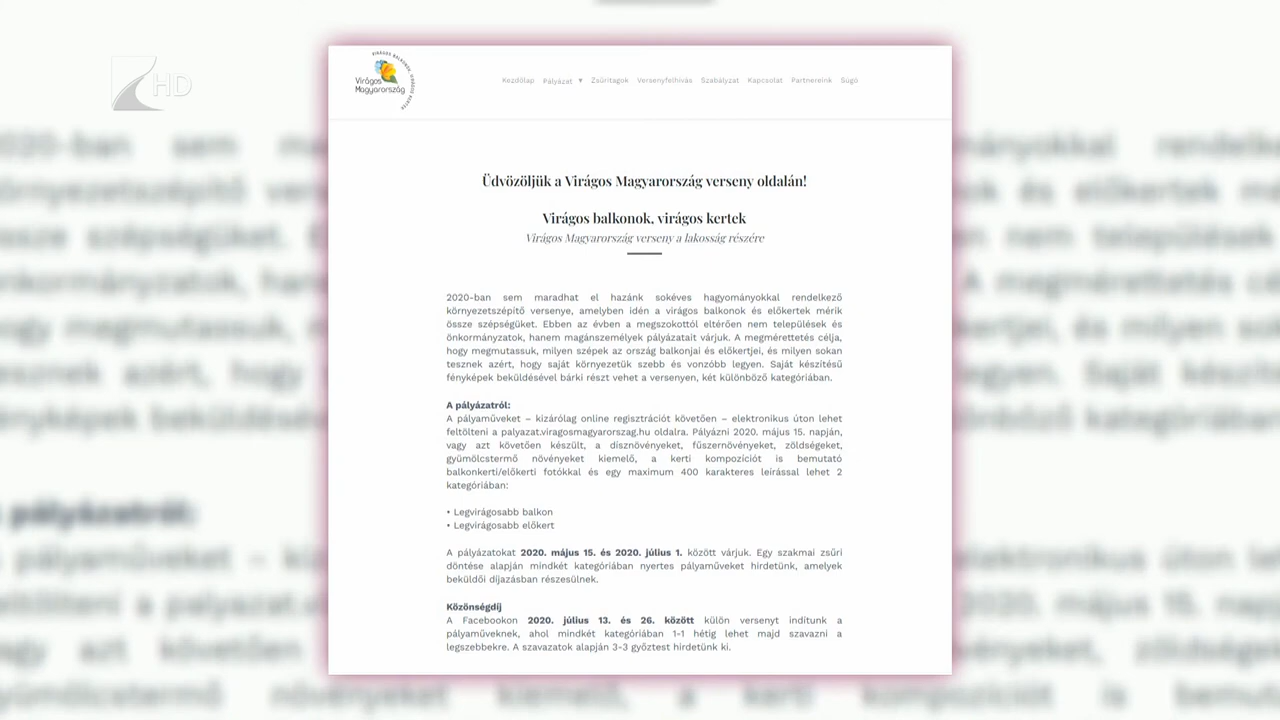 HD
VIRÁGOS BALKONOK, VIRÁGOS KERTEK
Virágos
Magyarország
Kezdőlap Pályázat ▼ Zsűritagok Versenyfelhívás Szabályzat Kapcsolat Partnereink Súgó
Üdvözöljük a Virágos Magyarország verseny oldalán!
Virágos balkonok, virágos kertek
Virágos Magyarország verseny a lakosság részére
2020-ban sem maradhat el hazánk sokéves hagyományokkal rendelkező
környezetszépítő versenye, amelyben idén a virágos balkonok és előkertek mérik
össze szépségüket. Ebben az évben a megszokottól eltérően nem települések és
önkormányzatok, hanem magánszemélyek pályázatait várjuk. A megmérettetés célja,
hogy megmutassuk, milyen szépek az ország balkonjai és előkertjei, és milyen sokan
tesznek azért, hogy saját környezetük szebb és vonzóbb legyen. Saját készítésű
fényképek beküldésével bárki részt vehet a versenyen, két különböző kategóriában.
A pályázatról:
A pályaműveket – kizárólag online regisztrációt követően – elektronikus úton lehet
feltölteni a palyazat.viragosmagyarorszag.hu oldalra. Pályázni 2020. május 15. napján,
vagy azt követően készült, a dísznövényeket, fűszernövényeket, zöldségeket,
gyümölcstermő növényeket kiemelő, a kerti kompozíciót is bemutató
balkonkerti/előkerti fotókkal és egy maximum 400 karakteres leírással lehet 2
kategóriában:
• Legvirágosabb balkon
• Legvirágosabb előkert
A pályázatokat 2020. május 15. és 2020. július 1. között várjuk. Egy szakmai zsűri
döntése alapján mindkét kategóriában nyertes pályaműveket hirdetünk, amelyek
beküldői díjazásban részesülnek.
Közönségdíj
A Facebookon 2020. július 13. és 26. között külön versenyt indítunk a
pályaműveknek, ahol mindkét kategóriában 1-1 hétig lehet majd szavazni a
legszebbekre. A szavazatok alapján 3-3 győztest hirdetünk ki.